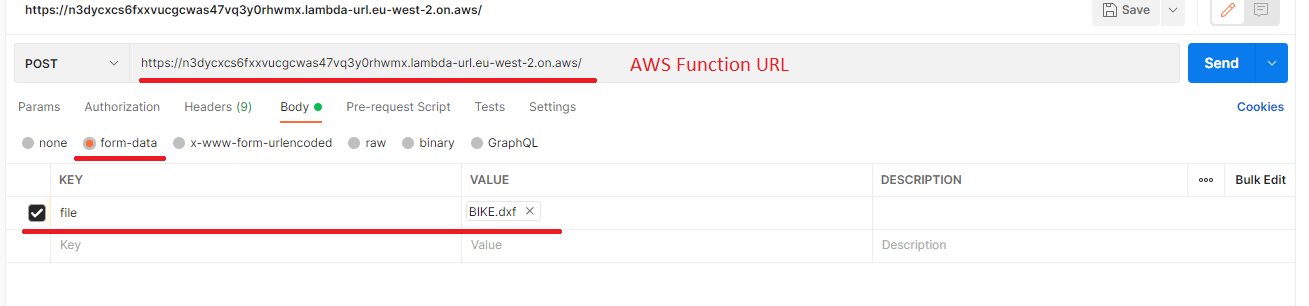 https://n3dycxcs6fxxvucgcwas47vq3y0rhwmx.lambda-url.eu-west-2.on.aws/
Save
POST
https://n3dycxcs6fxxvucgcwas47vq3y0rhwmx.lambda-url.eu-west-2.on.aws/
AWS Function URL
Send
Params Authorization Headers (9) Body Pre-request Script Tests Settings Cookies
none form-data x-www-form-urlencoded raw binary GraphQL
KEY VALUE DESCRIPTION ooo Bulk Edit
file BIKE.dxf ×
Key Value Description